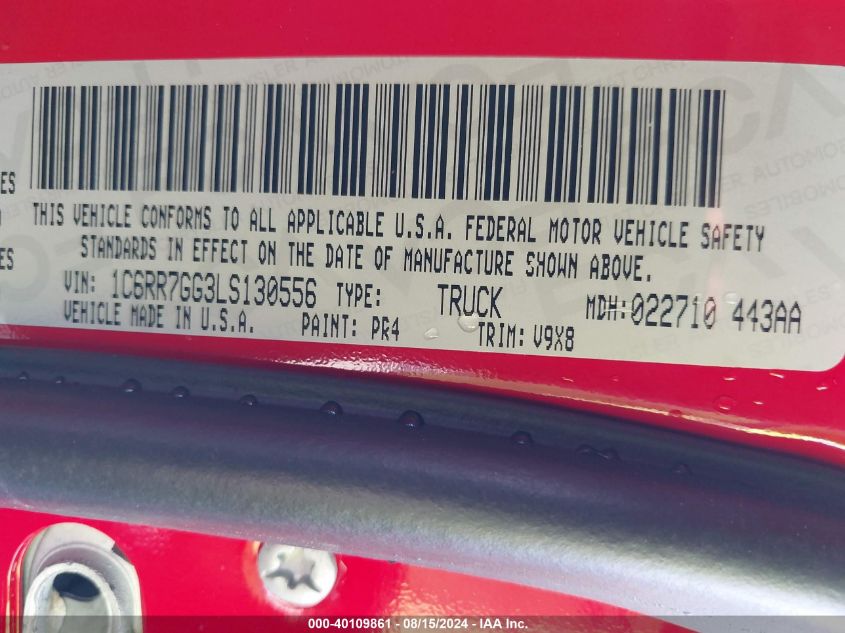 ES
ES
THIS VEHICLE CONFORMS TO ALL APPLICABLE U.S.A. FEDERAL MOTOR VEHICLE SAFETY
STANDARDS IN EFFECT ON THE DATE OF MANUFACTURE SHOWN ABOVE.
VIN: 1C6RR7GG3LS130556 TYPE: TRUCK MDH:022710 443AA
VEHICLE MADE IN U.S.A. PAINT: PR4 TRIM: V9X8
000-40109861 - 08/15/2024 - IAA Inc.